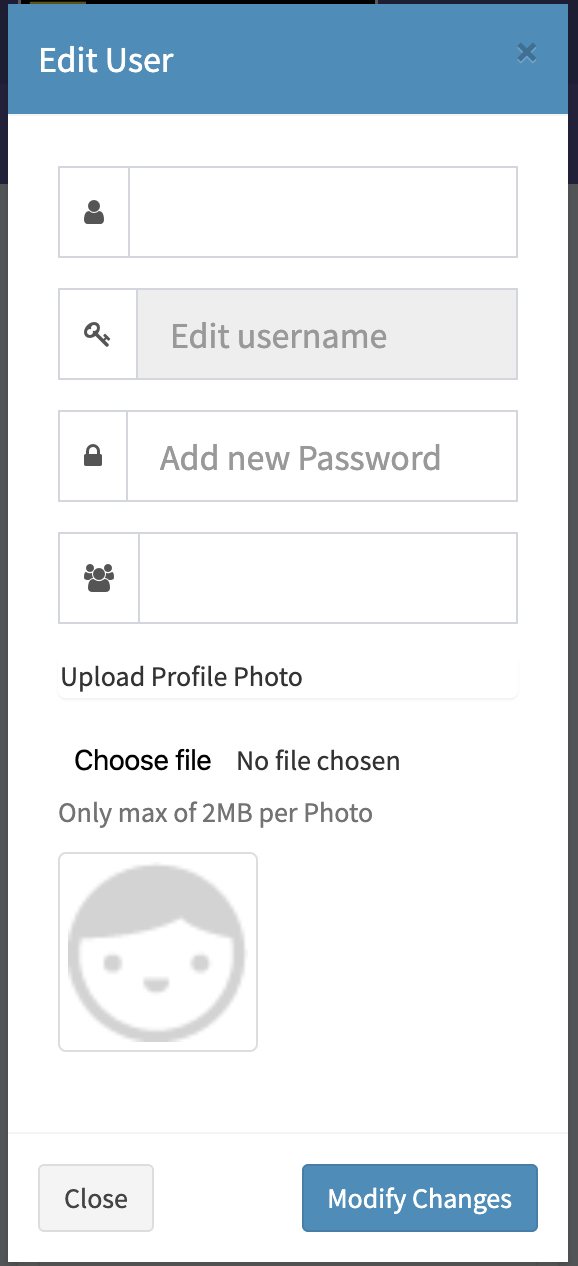 Edit User
×
Edit username
Add new Password
Upload Profile Photo
Choose file No file chosen
Only max of 2MB per Photo
Close Modify Changes